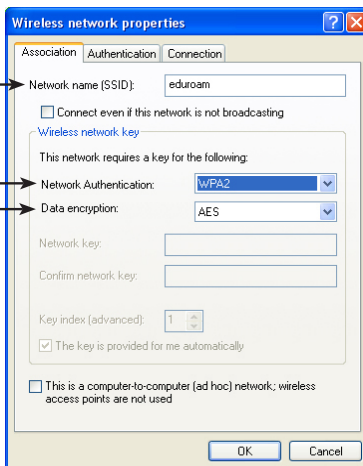 Wireless network properties
Association Authentication Connection
Network name (SSID): eduroam
Connect even if this network is not broadcasting
Wireless network key
This network requires a key for the following:
Network Authentication: WPA2
Data encryption: AES
Network key:
Confirm network key:
Key index (advanced): 1
The key is provided for me automatically
This is a computer-to-computer (ad hoc) network; wireless
access points are not used
OK Cancel